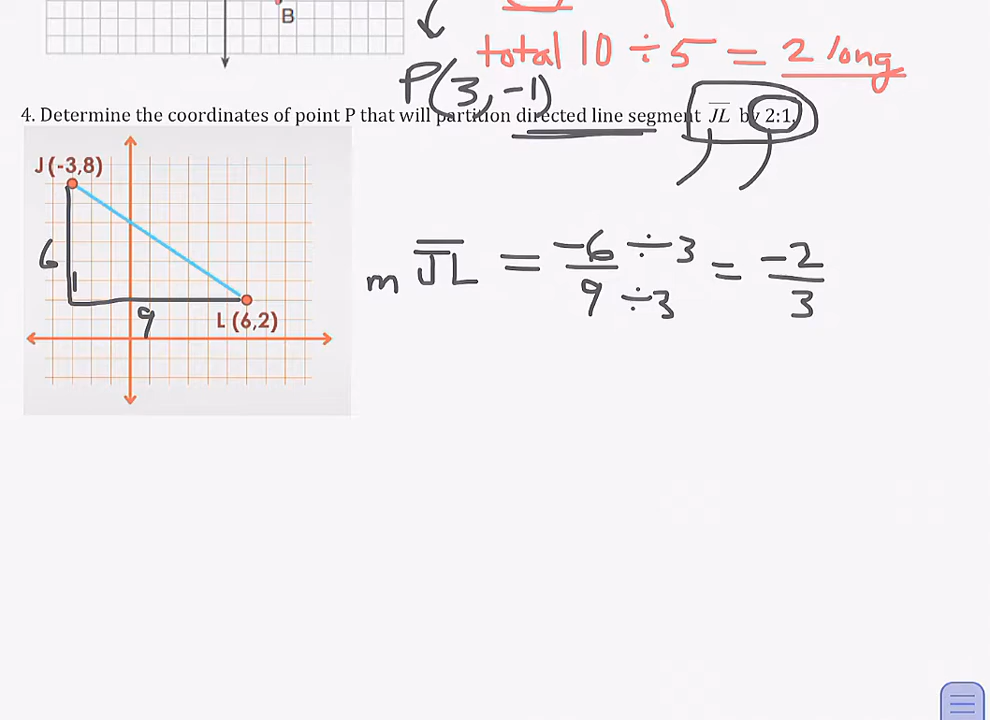 B
total 10 ÷ 5 = 2 long
P(3, -1)
4. Determine the coordinates of point P that will partition directed line segment JL by 2:1.
J (-3,8)
6
9
L (6,2)
m JL = -6 ÷ 3 / 9 ÷ 3 = -2 / 3